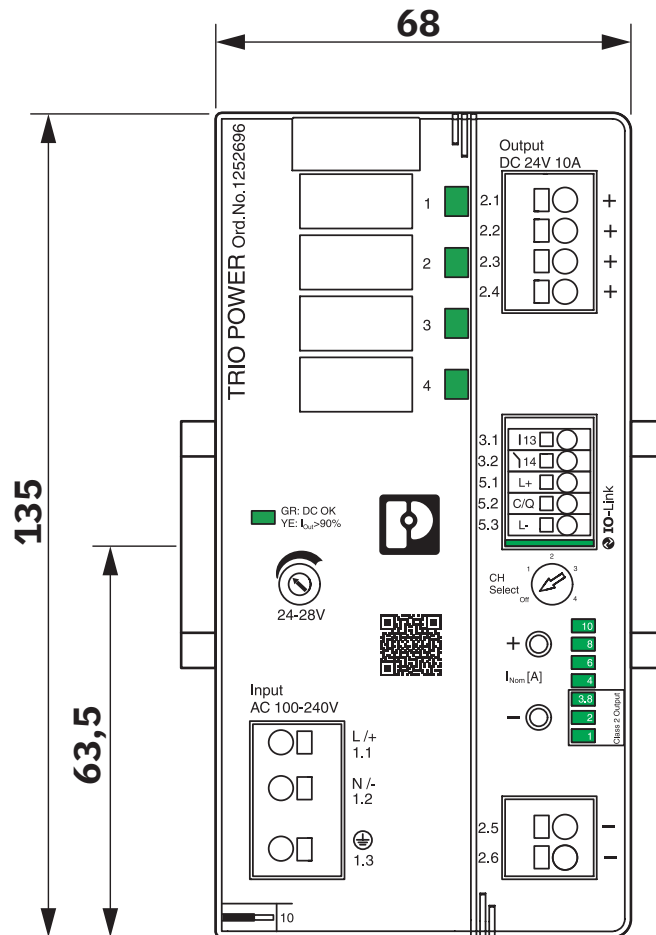 68
135
63,5
TRIO POWER Ord.No.1252696
1
2
3
4
Output
DC 24V 10A
2.1 +
2.2 +
2.3 +
2.4 +
3.1 13
3.2 14
5.1 L+
5.2 C/Q
5.3 L-
IO-Link
GR: DC OK
YE: IOut>90%
24-28V
CH
Select
Off
1
2
3
4
+
INom [A]
−
10
8
6
4
3.8
2
1
Class 2 Output
Input
AC 100-240V
L /+
1.1
N /-
1.2
1.3
2.5 −
2.6 −
10